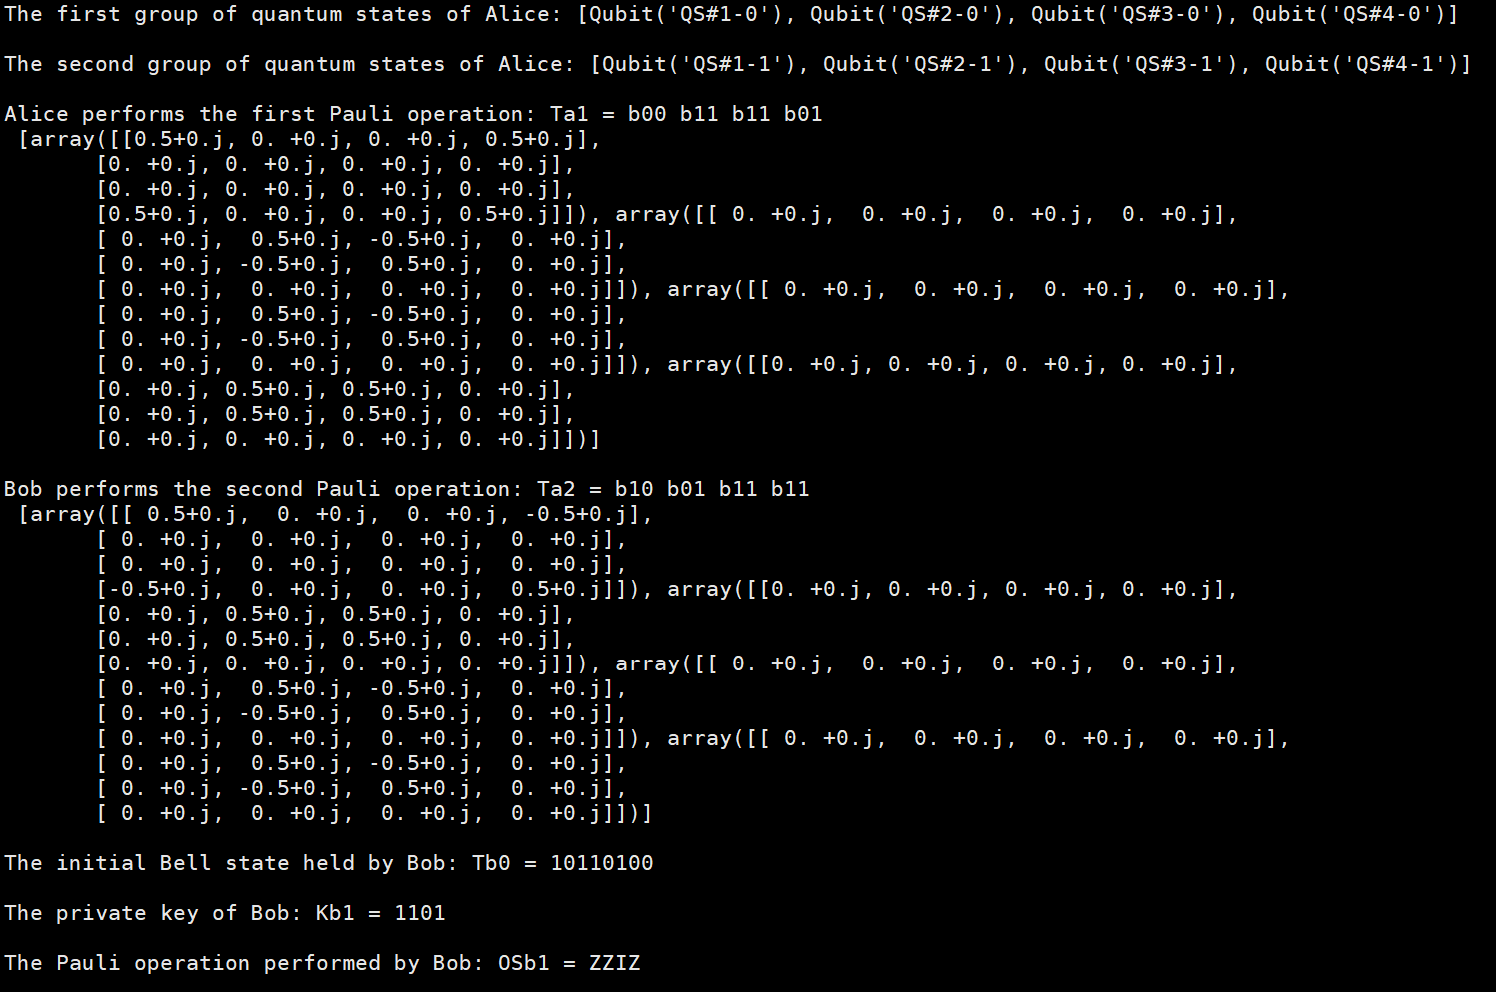 The first group of quantum states of Alice: [Qubit('QS#1-0'), Qubit('QS#2-0'), Qubit('QS#3-0'), Qubit('QS#4-0')]
The second group of quantum states of Alice: [Qubit('QS#1-1'), Qubit('QS#2-1'), Qubit('QS#3-1'), Qubit('QS#4-1')]
Alice performs the first Pauli operation: Ta1 = b00 b11 b11 b01
 [array([[0.5+0.j, 0. +0.j, 0. +0.j, 0.5+0.j],
       [0. +0.j, 0. +0.j, 0. +0.j, 0. +0.j],
       [0. +0.j, 0. +0.j, 0. +0.j, 0. +0.j],
       [0.5+0.j, 0. +0.j, 0. +0.j, 0.5+0.j]]), array([[ 0. +0.j,  0. +0.j,  0. +0.j,  0. +0.j],
       [ 0. +0.j,  0.5+0.j, -0.5+0.j,  0. +0.j],
       [ 0. +0.j, -0.5+0.j,  0.5+0.j,  0. +0.j],
       [ 0. +0.j,  0. +0.j,  0. +0.j,  0. +0.j]]), array([[ 0. +0.j,  0. +0.j,  0. +0.j,  0. +0.j],
       [ 0. +0.j,  0.5+0.j, -0.5+0.j,  0. +0.j],
       [ 0. +0.j, -0.5+0.j,  0.5+0.j,  0. +0.j],
       [ 0. +0.j,  0. +0.j,  0. +0.j,  0. +0.j]]), array([[0. +0.j, 0. +0.j, 0. +0.j, 0. +0.j],
       [0. +0.j, 0.5+0.j, 0.5+0.j, 0. +0.j],
       [0. +0.j, 0.5+0.j, 0.5+0.j, 0. +0.j],
       [0. +0.j, 0. +0.j, 0. +0.j, 0. +0.j]])]
Bob performs the second Pauli operation: Ta2 = b10 b01 b11 b11
 [array([[ 0.5+0.j,  0. +0.j,  0. +0.j, -0.5+0.j],
       [ 0. +0.j,  0. +0.j,  0. +0.j,  0. +0.j],
       [ 0. +0.j,  0. +0.j,  0. +0.j,  0. +0.j],
       [-0.5+0.j,  0. +0.j,  0. +0.j,  0.5+0.j]]), array([[0. +0.j, 0. +0.j, 0. +0.j, 0. +0.j],
       [0. +0.j, 0.5+0.j, 0.5+0.j, 0. +0.j],
       [0. +0.j, 0.5+0.j, 0.5+0.j, 0. +0.j],
       [0. +0.j, 0. +0.j, 0. +0.j, 0. +0.j]]), array([[ 0. +0.j,  0. +0.j,  0. +0.j,  0. +0.j],
       [ 0. +0.j,  0.5+0.j, -0.5+0.j,  0. +0.j],
       [ 0. +0.j, -0.5+0.j,  0.5+0.j,  0. +0.j],
       [ 0. +0.j,  0. +0.j,  0. +0.j,  0. +0.j]]), array([[ 0. +0.j,  0. +0.j,  0. +0.j,  0. +0.j],
       [ 0. +0.j,  0.5+0.j, -0.5+0.j,  0. +0.j],
       [ 0. +0.j, -0.5+0.j,  0.5+0.j,  0. +0.j],
       [ 0. +0.j,  0. +0.j,  0. +0.j,  0. +0.j]])]
The initial Bell state held by Bob: Tb0 = 10110100
The private key of Bob: Kb1 = 1101
The Pauli operation performed by Bob: OSb1 = ZZIZ